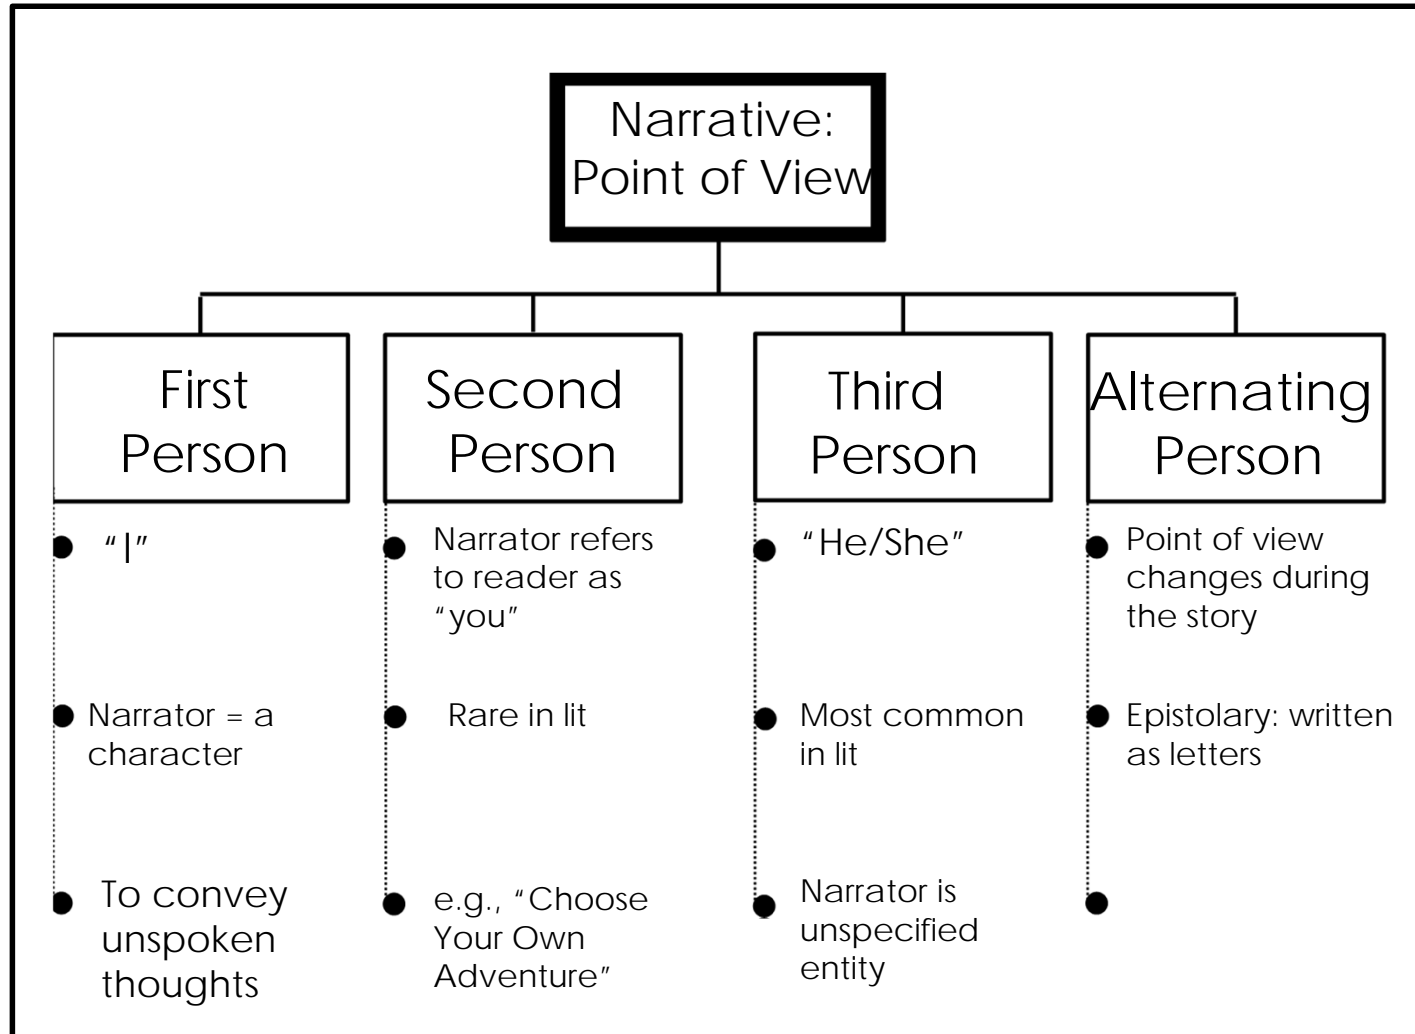 Narrative:
Point of View
First
Person
Second
Person
Third
Person
Alternating
Person
“I”
Narrator = a
character
To convey
unspoken
thoughts
Narrator refers
to reader as
“you”
Rare in lit
e.g., “Choose
Your Own
Adventure”
“He/She”
Most common
in lit
Narrator is
unspecified
entity
Point of view
changes during
the story
Epistolary: written
as letters